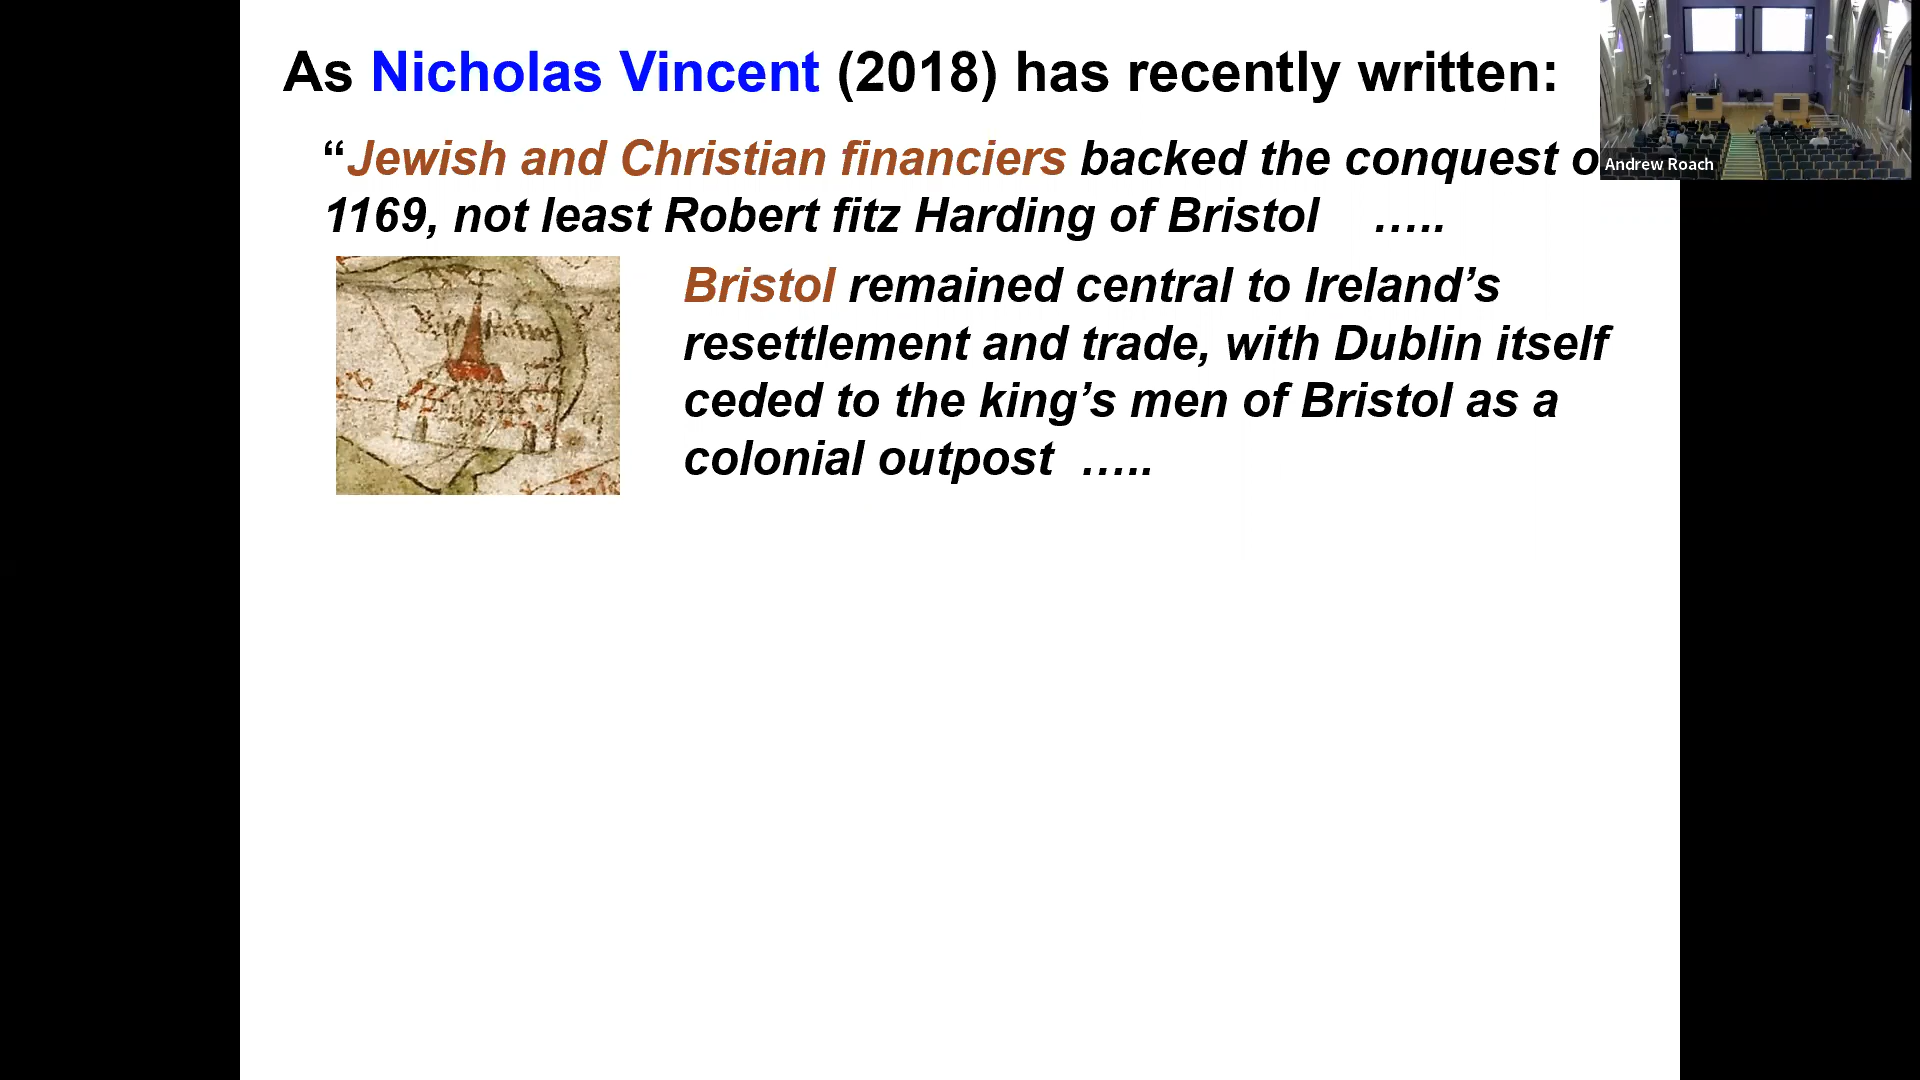 As Nicholas Vincent (2018) has recently written:
“Jewish and Christian financiers backed the conquest o
1169, not least Robert fitz Harding of Bristol …..
Bristol remained central to Ireland’s
resettlement and trade, with Dublin itself
ceded to the king’s men of Bristol as a
colonial outpost …..
Andrew Roach